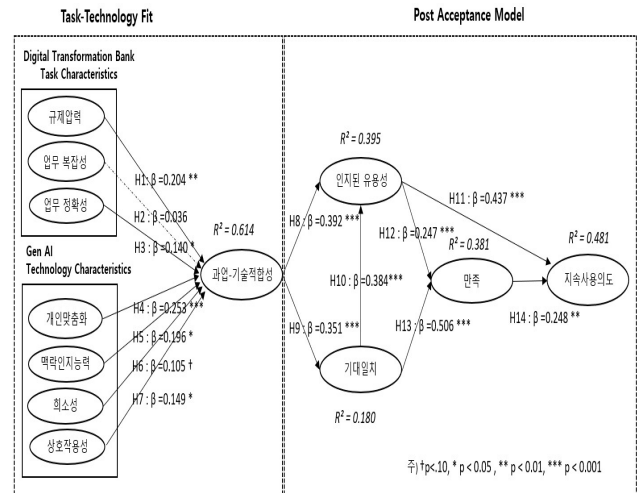 Task-Technology Fit
Post Acceptance Model
Digital Transformation Bank
Task Characteristics
규제압력
업무 복잡성
업무 정확성
H1: β =0.204 **
H2 : β =0.036
H3 : β =0.140 *
Gen AI
Technology Characteristics
개인맞춤화
맥락인지능력
희소성
상호작용성
H4 : β =0.253 ***
H5 : β =0.196 *
H6 : β =0.105 †
H7 : β =0.149 *
R² = 0.614
과업-기술적합성
R² = 0.395
인지된 유용성
H8 : β =0.392 ***
H9 : β =0.351 ***
H10 : β =0.384***
H11 : β =0.437 ***
H12 : β =0.247 ***
R² = 0.381
만족
H13 : β =0.506 ***
R² = 0.481
지속사용의도
H14 : β =0.248 **
기대일치
R² = 0.180
주) †p<.10, * p < 0.05 , ** p < 0.01, *** p < 0.001